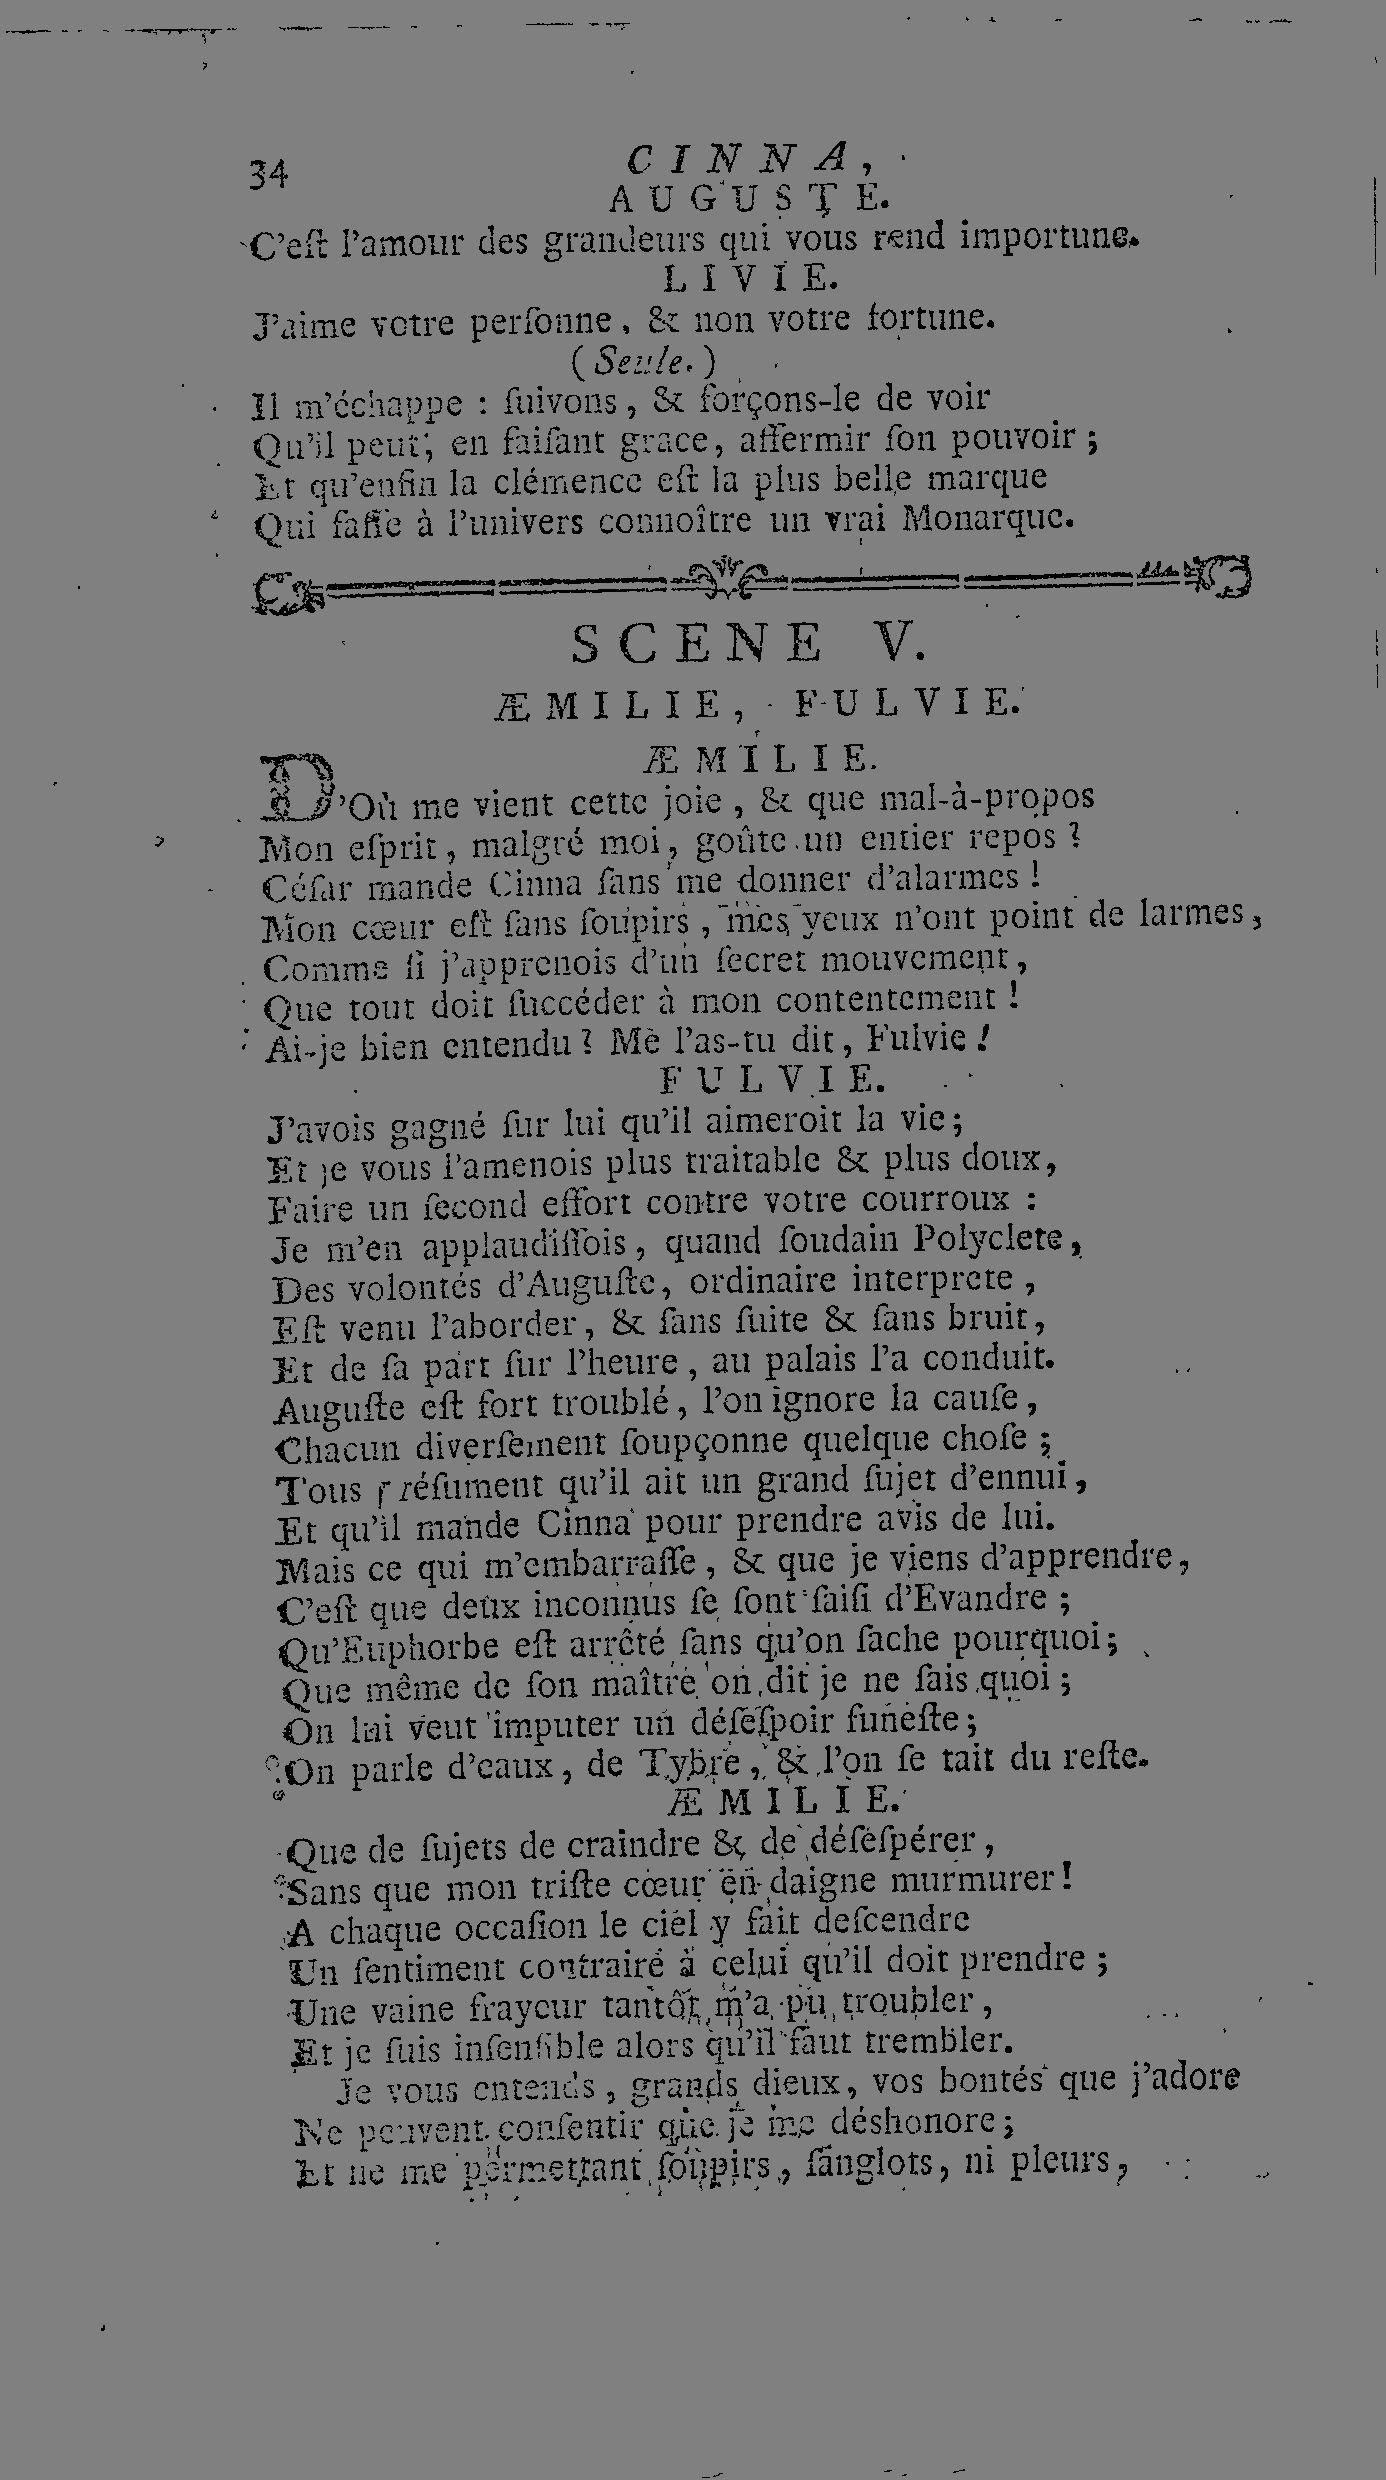 34
CINNA,
AUGUSTE.
C'eſt l'amour des grandeurs qui vous rend importune.
LIVIE.
J'aime votre perſonne, & non votre fortune.
(Seule.)
Il m'échappe : ſuivons, & forçons-le de voir
Qu'il peut, en faiſant grace, affermir ſon pouvoir ;
Et qu'enfin la clémence eſt la plus belle marque
Qui faſſe à l'univers connoître un vrai Monarque.
SCENE V.
ÆMILIE, FULVIE.
ÆMILIE.
D'Où me vient cette joie, & que mal-à-propos
Mon eſprit, malgré moi, goûte un entier repos ?
Céſar mande Cinna ſans me donner d'alarmes !
Mon cœur eſt ſans ſoupirs, mes yeux n'ont point de larmes,
Comme ſi j'apprenois d'un ſecret mouvement,
Que tout doit ſuccéder à mon contentement !
Ai-je bien entendu ? Me l'as-tu dit, Fulvie !
FULVIE.
J'avois gagné ſur lui qu'il aimeroit la vie ;
Et je vous l'amenois plus traitable & plus doux,
Faire un ſecond effort contre votre courroux :
Je m'en applaudiſſois, quand ſoudain Polyclete,
Des volontés d'Auguſte, ordinaire interprete,
Eſt venu l'aborder, & ſans ſuite & ſans bruit,
Et de ſa part ſur l'heure, au palais l'a conduit.
Auguſte eſt fort troublé, l'on ignore la cauſe,
Chacun diverſement ſoupçonne quelque choſe ;
Tous préſument qu'il ait un grand ſujet d'ennui,
Et qu'il mande Cinna pour prendre avis de lui.
Mais ce qui m'embarraſſe, & que je viens d'apprendre,
C'eſt que deux inconnus ſe ſont ſaiſi d'Evandre ;
Qu'Euphorbe eſt arrêté ſans qu'on ſache pourquoi ;
Que même de ſon maître on dit je ne ſais quoi ;
On lui veut imputer un déſeſpoir funeſte ;
On parle d'eaux, de Tybre, & l'on ſe tait du reſte.
ÆMILIE.
Que de ſujets de craindre & de déſeſpérer,
Sans que mon triſte cœur en daigne murmurer !
A chaque occaſion le ciel y fait deſcendre
Un ſentiment contraire à celui qu'il doit prendre ;
Une vaine frayeur tantôt m'a pu troubler,
Et je ſuis inſenſible alors qu'il faut trembler.
Je vous entends, grands dieux, vos bontés que j'adore
Ne peuvent conſentir que je me déshonore ;
Et ne me permettant ſoupirs, ſanglots, ni pleurs,